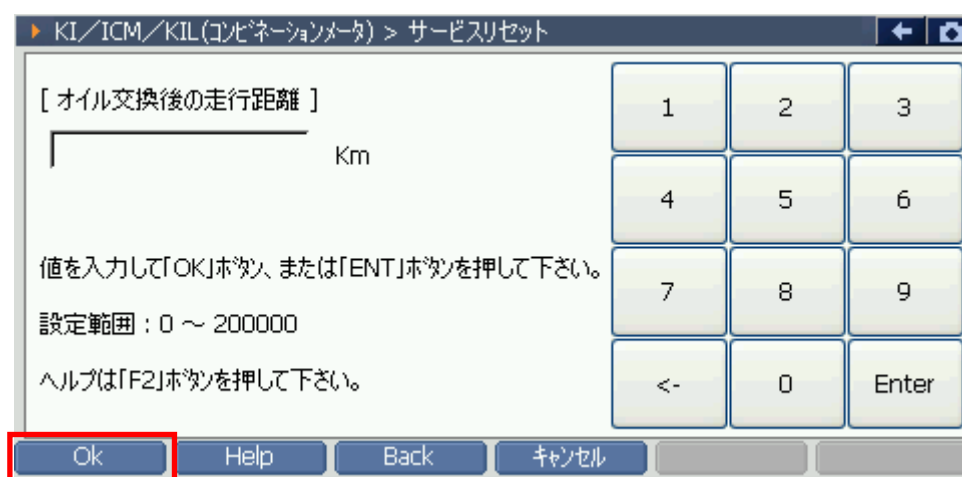 KI／ICM／KIL(ｺﾝﾋﾞﾈｰｼｮﾝﾒｰﾀ) > サービスリセット
[ オイル交換後の走行距離 ]
Km
値を入力して「OK」ﾎﾞﾀﾝ、または「ENT」ﾎﾞﾀﾝを押して下さい。
設定範囲：0 ～ 200000
ヘルプは「F2」ﾎﾞﾀﾝを押して下さい。
1 2 3
4 5 6
7 8 9
<- 0 Enter
Ok Help Back ｷｬﾝｾﾙ